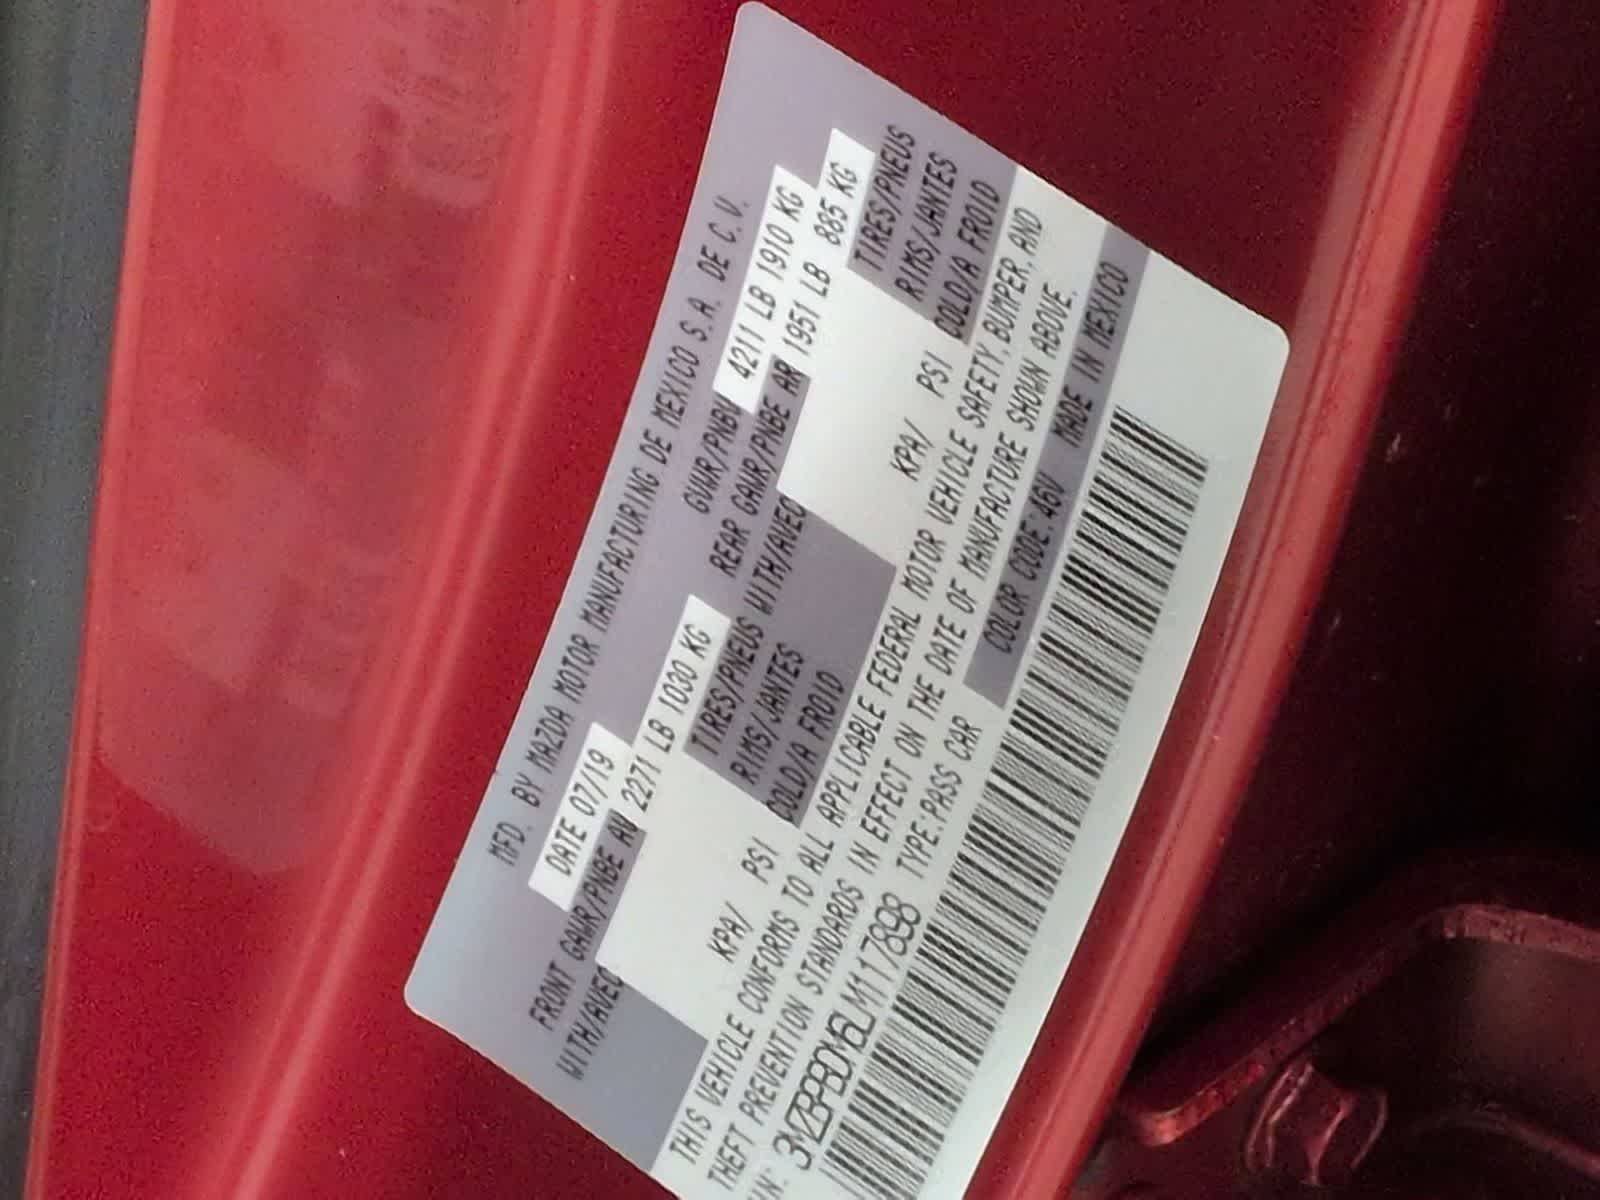 MFD. BY MAZDA MOTOR MANUFACTURING DE MEXICO S.A. DE C.V.
DATE 07/19 GVWR/PNBV 4211 LB 1910 KG
FRONT GAWR/PNBE AV 2271 LB 1030 KG REAR GAWR/PNBE AR 1951 LB 885 KG
WITH/AVEC TIRES/PNEUS WITH/AVEC TIRES/PNEUS
RIMS/JANTES RIMS/JANTES
KPA/ PSI COLD/A FROID KPA/ PSI COLD/A FROID
THIS VEHICLE CONFORMS TO ALL APPLICABLE FEDERAL MOTOR VEHICLE SAFETY, BUMPER, AND
THEFT PREVENTION STANDARDS IN EFFECT ON THE DATE OF MANUFACTURE SHOWN ABOVE.
VIN: 3MZBPBDM6LM117898 TYPE:PASS CAR COLOR CODE:46V MADE IN MEXICO